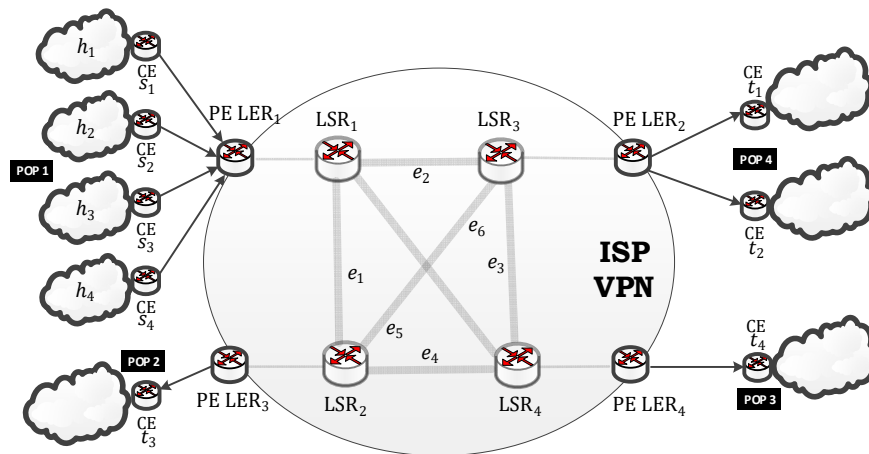 h₁
CE
s₁
h₂
CE
s₂
POP 1
h₃
CE
s₃
h₄
CE
s₄
PE LER₁
LSR₁
LSR₃
PE LER₂
e₂
e₆
e₁
e₃
e₅
e₄
ISP
VPN
CE
t₁
POP 4
CE
t₂
POP 2
CE
t₃
PE LER₃
LSR₂
LSR₄
PE LER₄
CE
t₄
POP 3